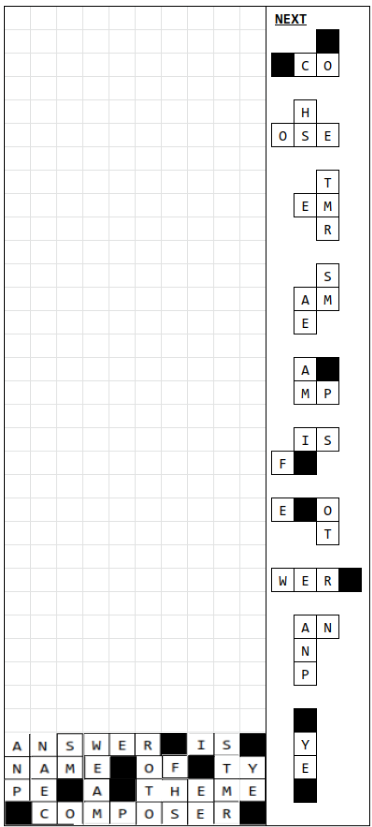 NEXT
C O
H
O S E
T
E M
R
S
A M
E
A
M P
I S
F
E O
T
W E R
A N
N
P
Y
E
A N S W E R I S
N A M E O F T Y
P E A T H E M E
C O M P O S E R